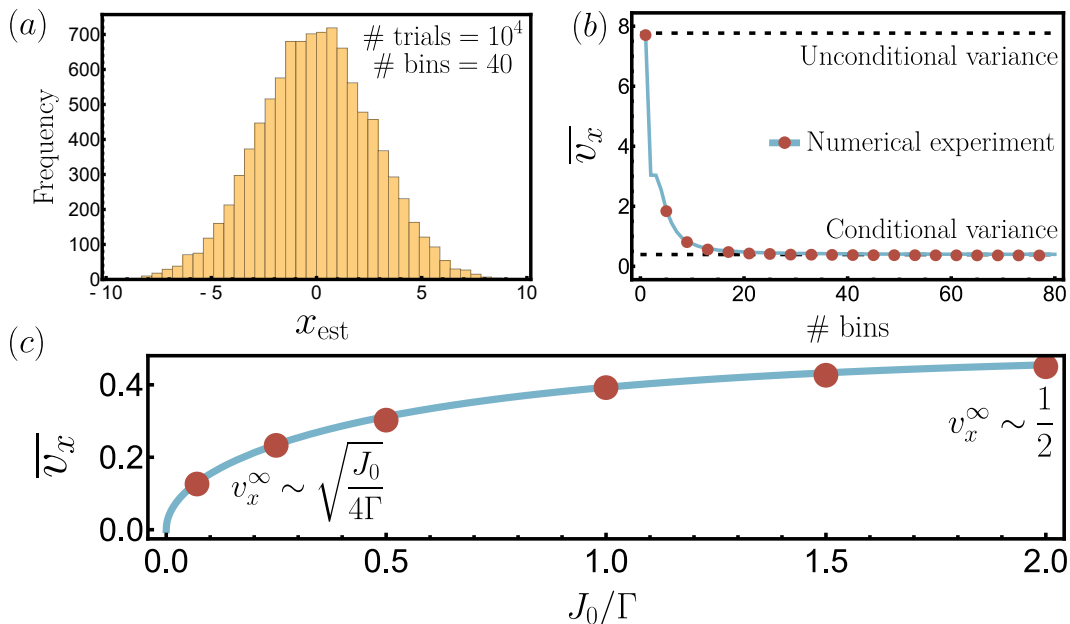 (a)
# trials = 10^4
# bins = 40
Frequency
700
600
500
400
300
200
100
0
-10 -5 0 5 10
x_est
(b)
8
6
4
2
0
Unconditional variance
Numerical experiment
Conditional variance
\overline{v_x}
0 20 40 60 80
# bins
(c)
\overline{v_x}
0.4
0.2
0.0
v_x^∞ ∼ \sqrt{\frac{J_0}{4Γ}}
v_x^∞ ∼ \frac{1}{2}
0.0 0.5 1.0 1.5 2.0
J_0/Γ